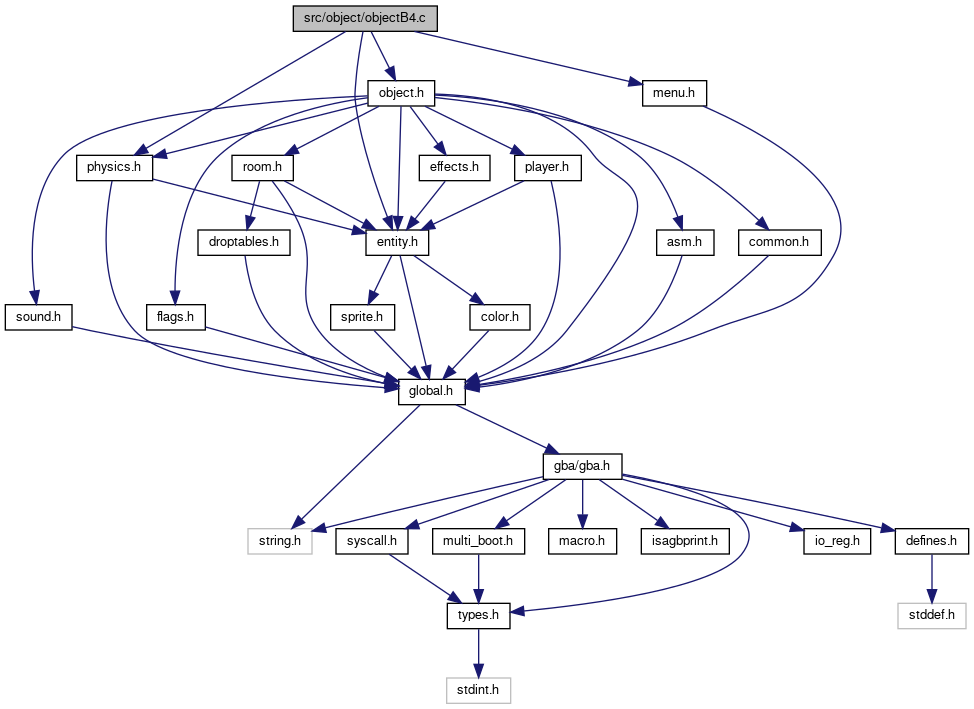 src/object/objectB4.c
object.h
menu.h
physics.h
room.h
effects.h
player.h
droptables.h
entity.h
asm.h
common.h
sound.h
flags.h
sprite.h
color.h
global.h
gba/gba.h
string.h
syscall.h
multi_boot.h
macro.h
isagbprint.h
io_reg.h
defines.h
types.h
stddef.h
stdint.h